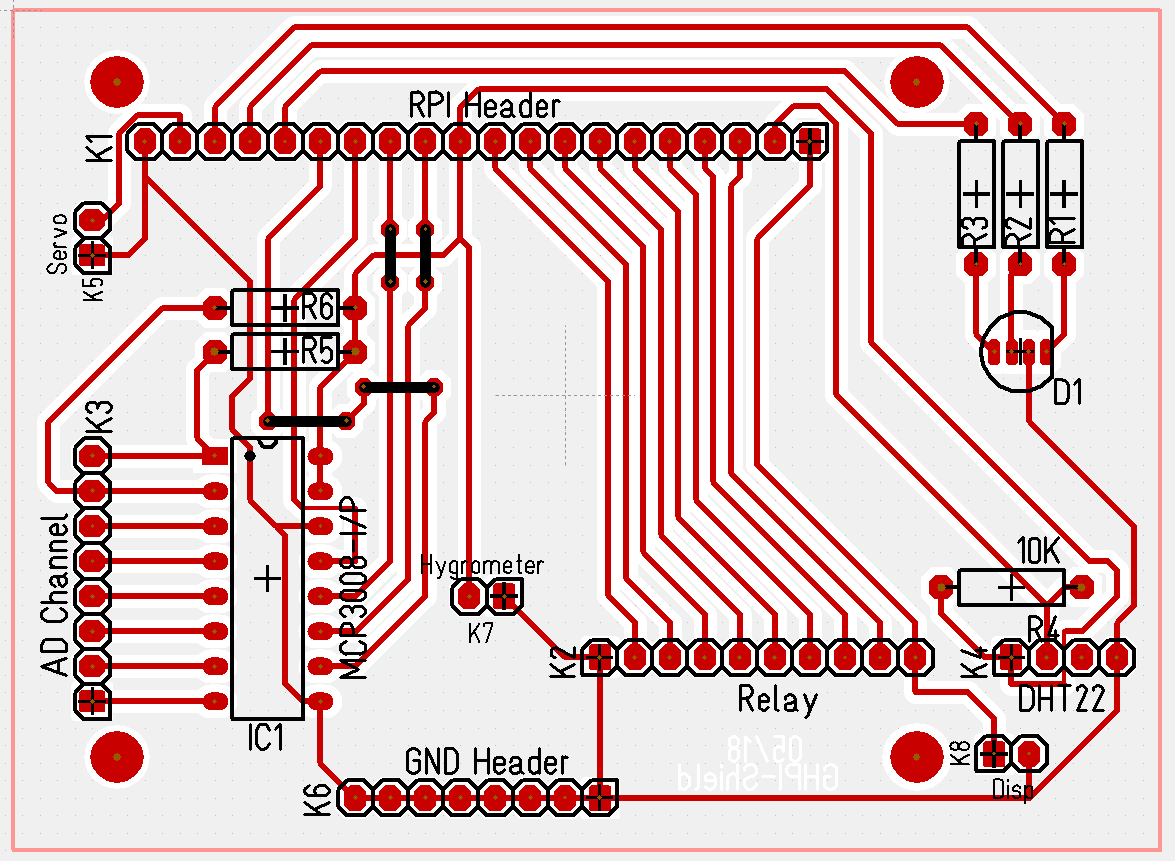 RPI Header
K1
Servo
K5
R3
R2
R1
R6
R5
D1
K3
AD Channel
MCP3008-I/P
IC1
Hygrometer
K7
K2
Relay
10K
R4
K4
DHT22
05/18
GHPI-Shield
K8
Disp
GND Header
K6